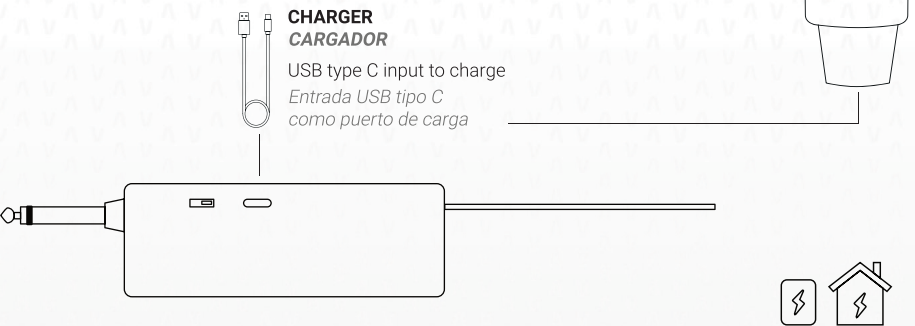 CHARGER
CARGADOR
USB type C input to charge
Entrada USB tipo C
como puerto de carga